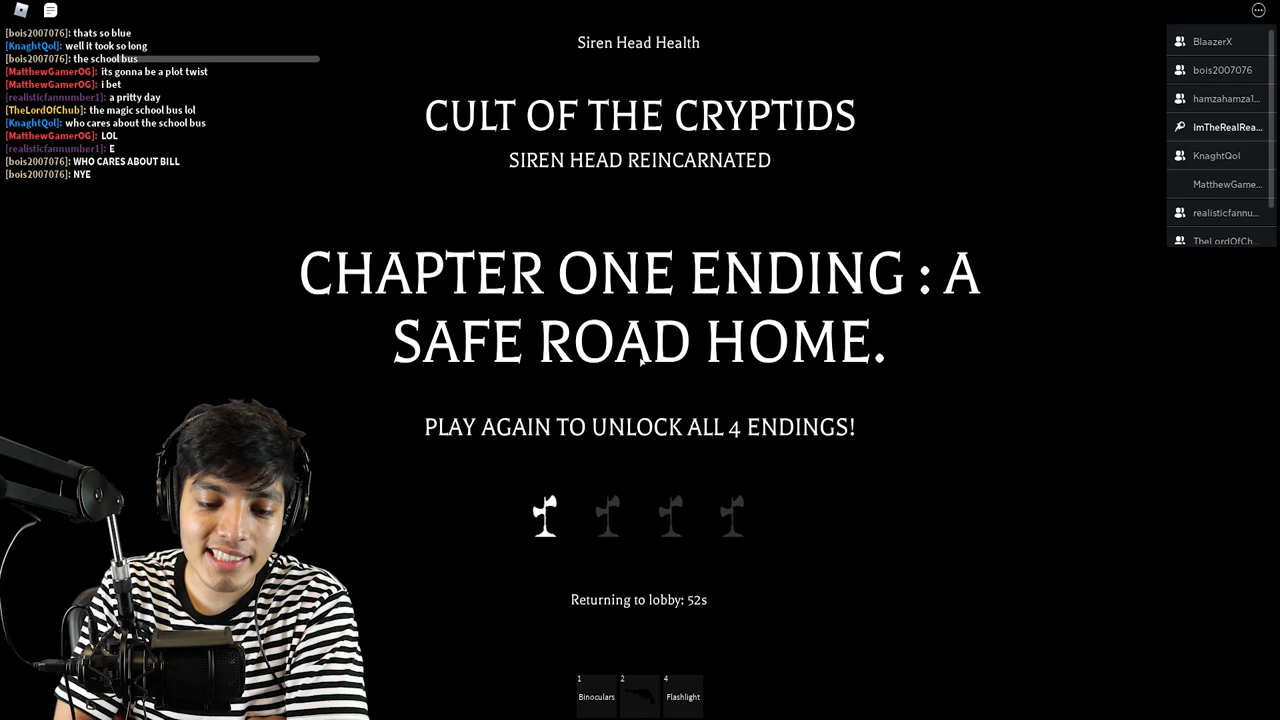 [bois2007076]: thats so blue
[KnaghtQol]: well it took so long
[bois2007076]: the school bus
[MatthewGamerOG]: its gonna be a plot twist
[MatthewGamerOG]: i bet
[realisticfannumber1]: a pritty day
[TheLordOfChub]: the magic school bus lol
[KnaghtQol]: who cares about the school bus
[MatthewGamerOG]: LOL
[realisticfannumber1]: E
[bois2007076]: WHO CARES ABOUT BILL
[bois2007076]: NYE
Siren Head Health
CULT OF THE CRYPTIDS
SIREN HEAD REINCARNATED
CHAPTER ONE ENDING : A
SAFE ROAD HOME.
PLAY AGAIN TO UNLOCK ALL 4 ENDINGS!
Returning to lobby: 52s
1
Binoculars
2
4
Flashlight
BlaazerX
bois2007076
hamzahamza1...
ImTheRealRea...
KnaghtQol
MatthewGame...
realisticfannu...
TheLordOfCh...